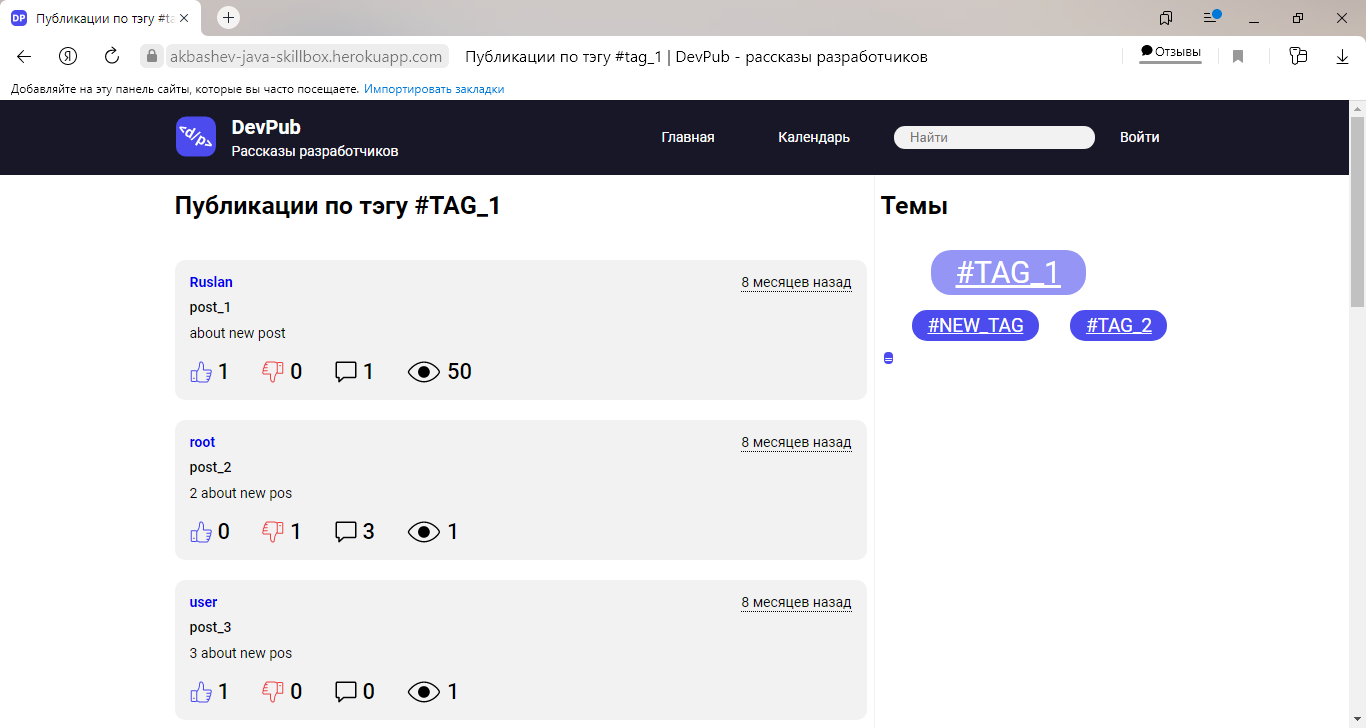 DP Публикации по тэгу #ta
akbashev-java-skillbox.herokuapp.com Публикации по тэгу #tag_1 | DevPub - рассказы разработчиков Отзывы
Добавляйте на эту панель сайты, которые вы часто посещаете. Импортировать закладки
<d/p> DevPub
Рассказы разработчиков
Главная Календарь Найти Войти
Публикации по тэгу #TAG_1
Ruslan 8 месяцев назад
post_1
about new post
1 0 1 50
root 8 месяцев назад
post_2
2 about new pos
0 1 3 1
user 8 месяцев назад
post_3
3 about new pos
1 0 0 1
Темы
#TAG_1
#NEW_TAG #TAG_2